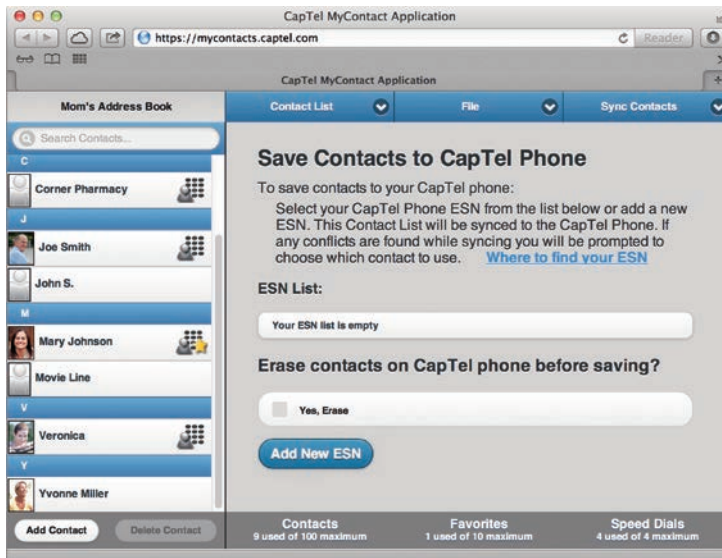 CapTel MyContact Application
https://mycontacts.captel.com
Reader
CapTel MyContact Application
Mom's Address Book
Contact List
File
Sync Contacts
Search Contacts...
C
Corner Pharmacy
J
Joe Smith
John S.
M
Mary Johnson
Movie Line
V
Veronica
Y
Yvonne Miller
Add Contact
Delete Contact
Save Contacts to CapTel Phone
To save contacts to your CapTel phone:
Select your CapTel Phone ESN from the list below or add a new
ESN. This Contact List will be synced to the CapTel Phone. If
any conflicts are found while syncing you will be prompted to
choose which contact to use. Where to find your ESN
ESN List:
Your ESN list is empty
Erase contacts on CapTel phone before saving?
Yes, Erase
Add New ESN
Contacts
9 used of 100 maximum
Favorites
1 used of 10 maximum
Speed Dials
4 used of 4 maximum